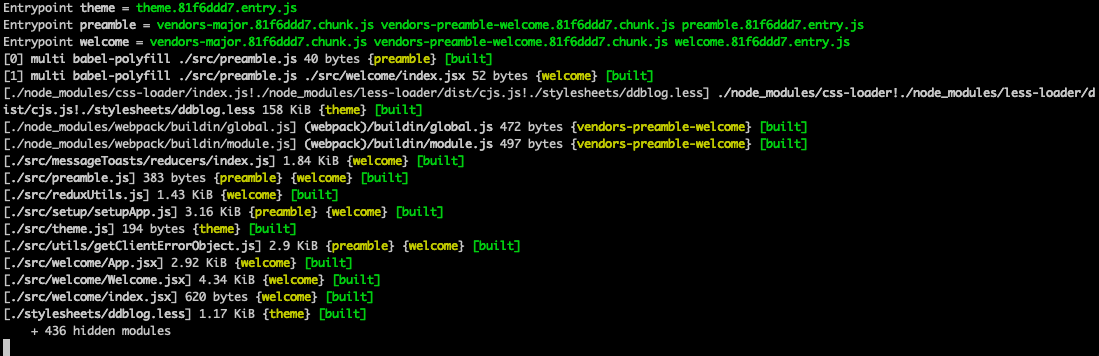 Entrypoint theme = theme.81f6ddd7.entry.js
Entrypoint preamble = vendors-major.81f6ddd7.chunk.js vendors-preamble-welcome.81f6ddd7.chunk.js preamble.81f6ddd7.entry.js
Entrypoint welcome = vendors-major.81f6ddd7.chunk.js vendors-preamble-welcome.81f6ddd7.chunk.js welcome.81f6ddd7.entry.js
[0] multi babel-polyfill ./src/preamble.js 40 bytes {preamble} [built]
[1] multi babel-polyfill ./src/preamble.js ./src/welcome/index.jsx 52 bytes {welcome} [built]
[./node_modules/css-loader/index.js!./node_modules/less-loader/dist/cjs.js!./stylesheets/ddblog.less] ./node_modules/css-loader!./node_modules/less-loader/d
ist/cjs.js!./stylesheets/ddblog.less 158 KiB {theme} [built]
[./node_modules/webpack/buildin/global.js] (webpack)/buildin/global.js 472 bytes {vendors-preamble-welcome} [built]
[./node_modules/webpack/buildin/module.js] (webpack)/buildin/module.js 497 bytes {vendors-preamble-welcome} [built]
[./src/messageToasts/reducers/index.js] 1.84 KiB {welcome} [built]
[./src/preamble.js] 383 bytes {preamble} {welcome} [built]
[./src/reduxUtils.js] 1.43 KiB {welcome} [built]
[./src/setup/setupApp.js] 3.16 KiB {preamble} {welcome} [built]
[./src/theme.js] 194 bytes {theme} [built]
[./src/utils/getClientErrorObject.js] 2.9 KiB {preamble} {welcome} [built]
[./src/welcome/App.jsx] 2.92 KiB {welcome} [built]
[./src/welcome/Welcome.jsx] 4.34 KiB {welcome} [built]
[./src/welcome/index.jsx] 620 bytes {welcome} [built]
[./stylesheets/ddblog.less] 1.17 KiB {theme} [built]
+ 436 hidden modules